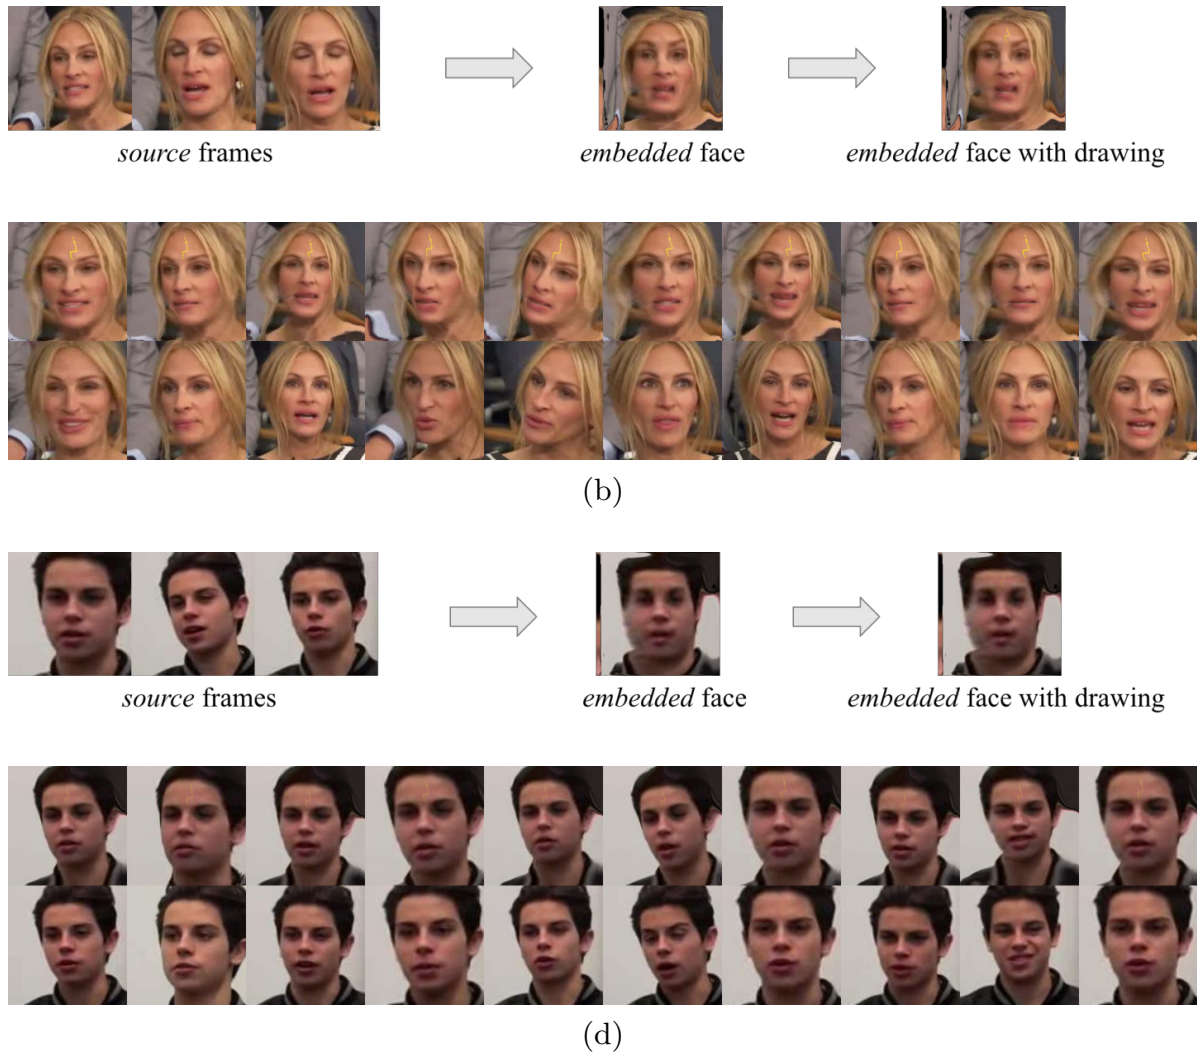 source frames
embedded face
embedded face with drawing
(b)
source frames
embedded face
embedded face with drawing
(d)